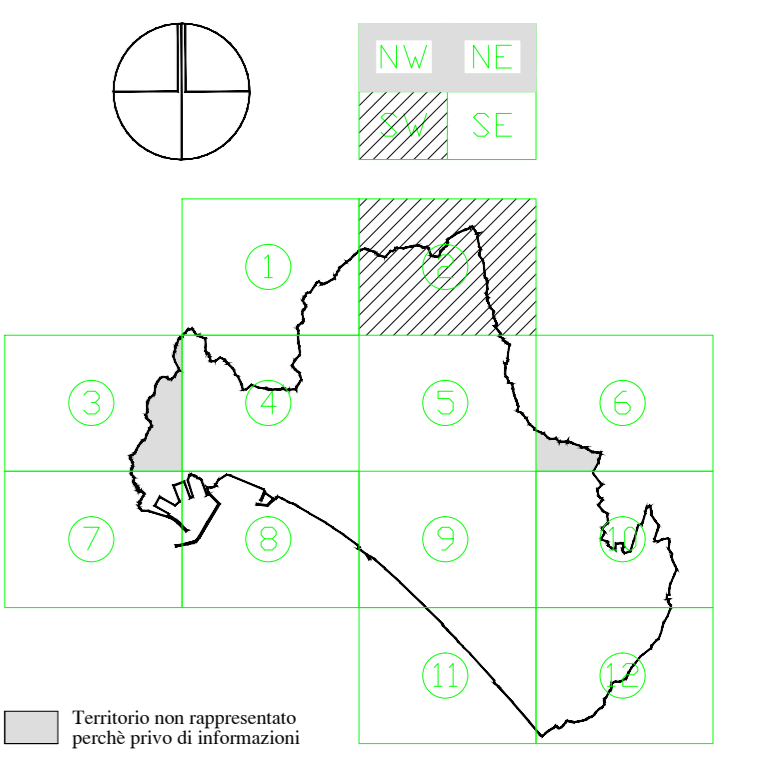 NW NE
SW SE
1 2
3 4 5 6
7 8 9 10
11 12
Territorio non rappresentato
perchè privo di informazioni